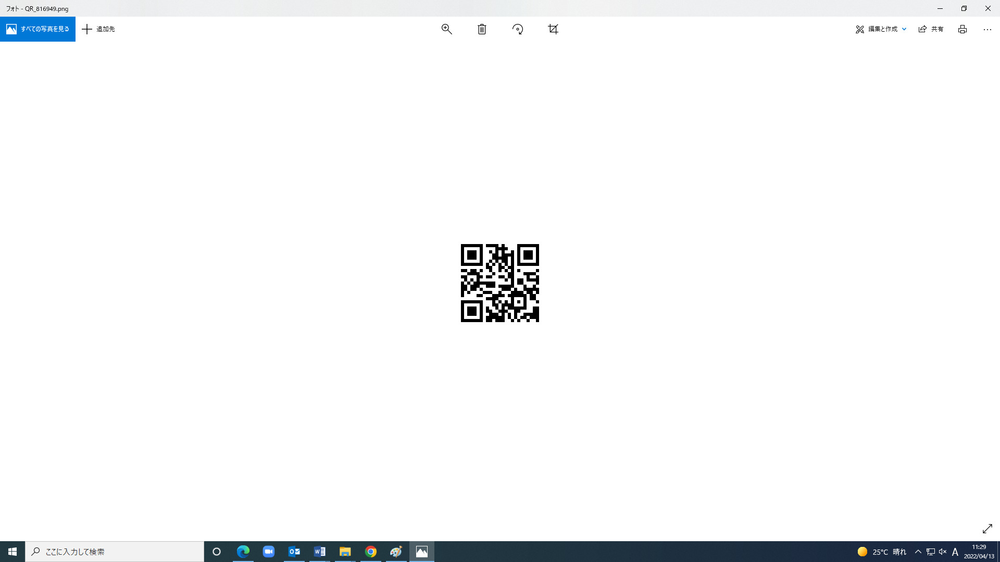 フォト - QR_816949.png
すべての写真を見る
追加先
編集と作成
共有
ここに入力して検索
25°C 晴れ
A
11:29
2022/04/13